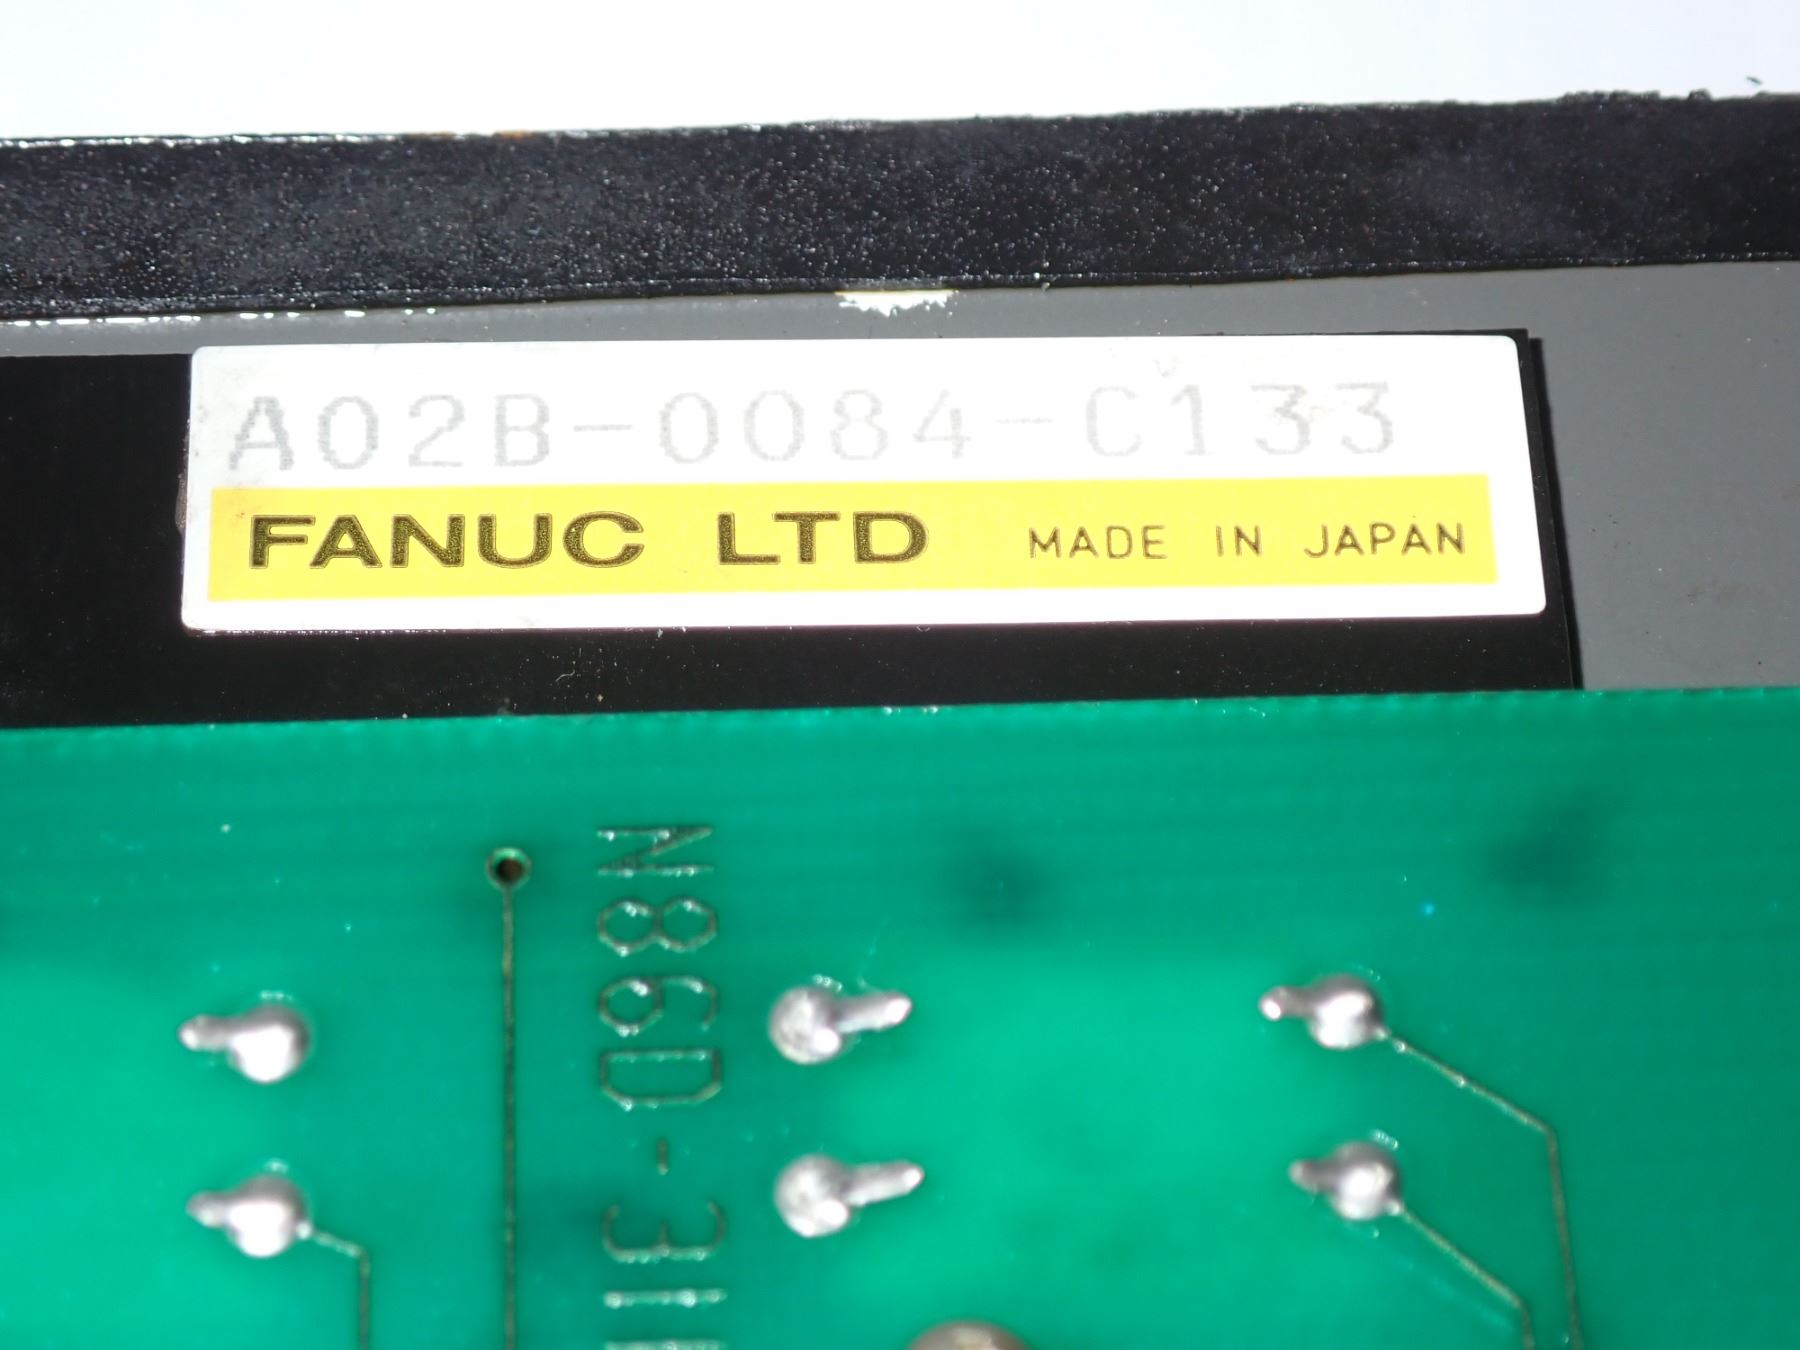 A02B-0084-C133
FANUC LTD MADE IN JAPAN
N86D-31